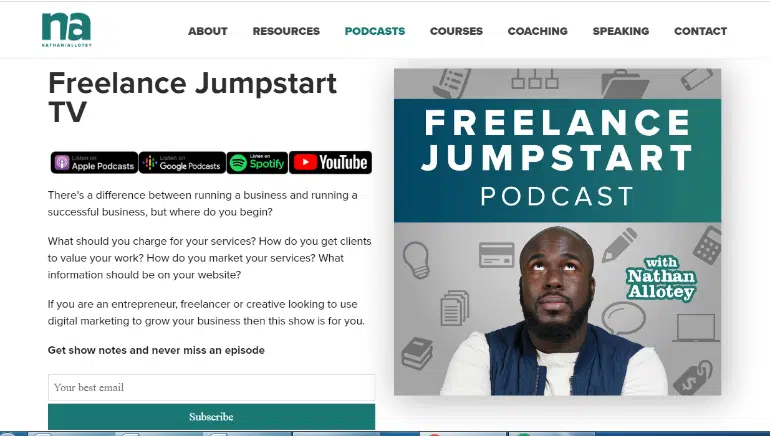 na
NATHAN ALLOTEY
ABOUT RESOURCES PODCASTS COURSES COACHING SPEAKING CONTACT
Freelance Jumpstart
TV
Listen on Apple Podcasts
Listen on Google Podcasts
Listen on Spotify
YouTube
There's a difference between running a business and running a
successful business, but where do you begin?
What should you charge for your services? How do you get clients
to value your work? How do you market your services? What
information should be on your website?
If you are an entrepreneur, freelancer or creative looking to use
digital marketing to grow your business then this show is for you.
Get show notes and never miss an episode
Your best email
Subscribe
FREELANCE
JUMPSTART
PODCAST
with
Nathan
Allotey
$